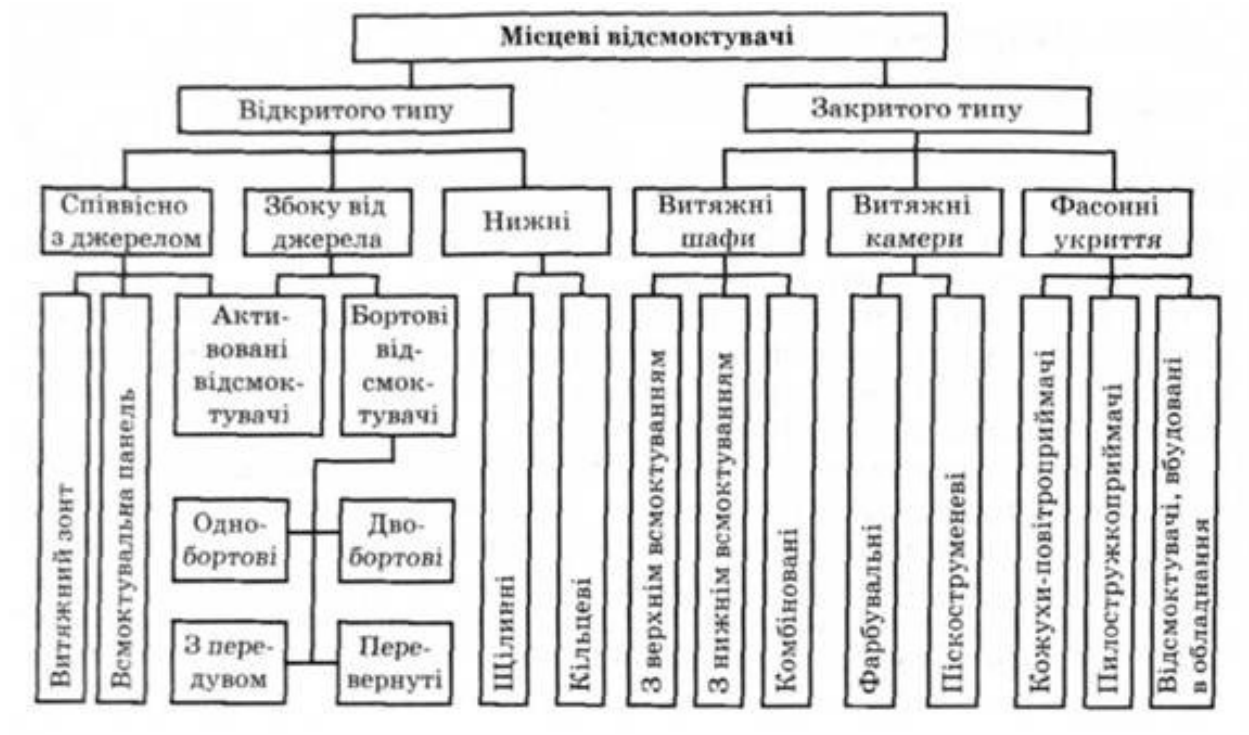 Місцеві відсмоктувачі
Відкритого типу
Закритого типу
Співвісно
з джерелом
Збоку від
джерела
Нижні
Витяжні
шафи
Витяжні
камери
Фасонні
укриття
Витяжний зонт
Всмоктувальна панель
Акти-
вовані
відсмок-
тувачі
Бортові
від-
смок-
тувачі
Одно-
бортові
Дво-
бортові
З пере-
дувом
Пере-
вернуті
Щілинні
Кільцеві
З верхнім всмоктуванням
З нижнім всмоктуванням
Комбіновані
Фарбувальні
Піскоструменеві
Кожухи-повітроприймачі
Пилостружкоприймачі
Відсмоктувачі, вбудовані
в обладнання